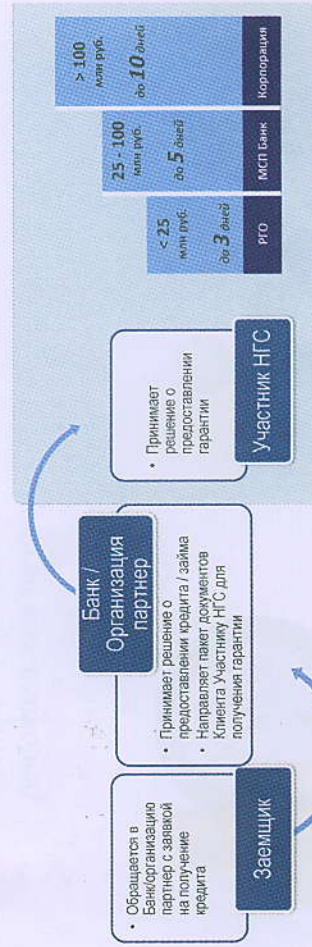 • Обращается в
Банк/организацию
партнер с заявкой
на получение
кредита
Заемщик
Банк /
Организация
партнер
• Принимает решение о
предоставлении кредита / займа
• Направляет пакет документов
Клиента Участнику НГС для
получения гарантии
• Принимает
решение о
предоставлении
гарантии
Участник НГС
< 25
млн руб.
до 3 дней
РГО
25 - 100
млн руб.
до 5 дней
МСП Банк
> 100
млн руб.
до 10 дней
Корпорация